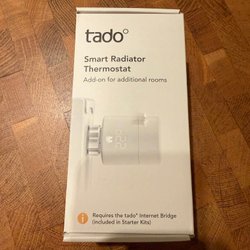 tado°
Smart Radiator
Thermostat
Add-on for additional rooms
i
Requires the tado° Internet Bridge
(included in Starter Kits)